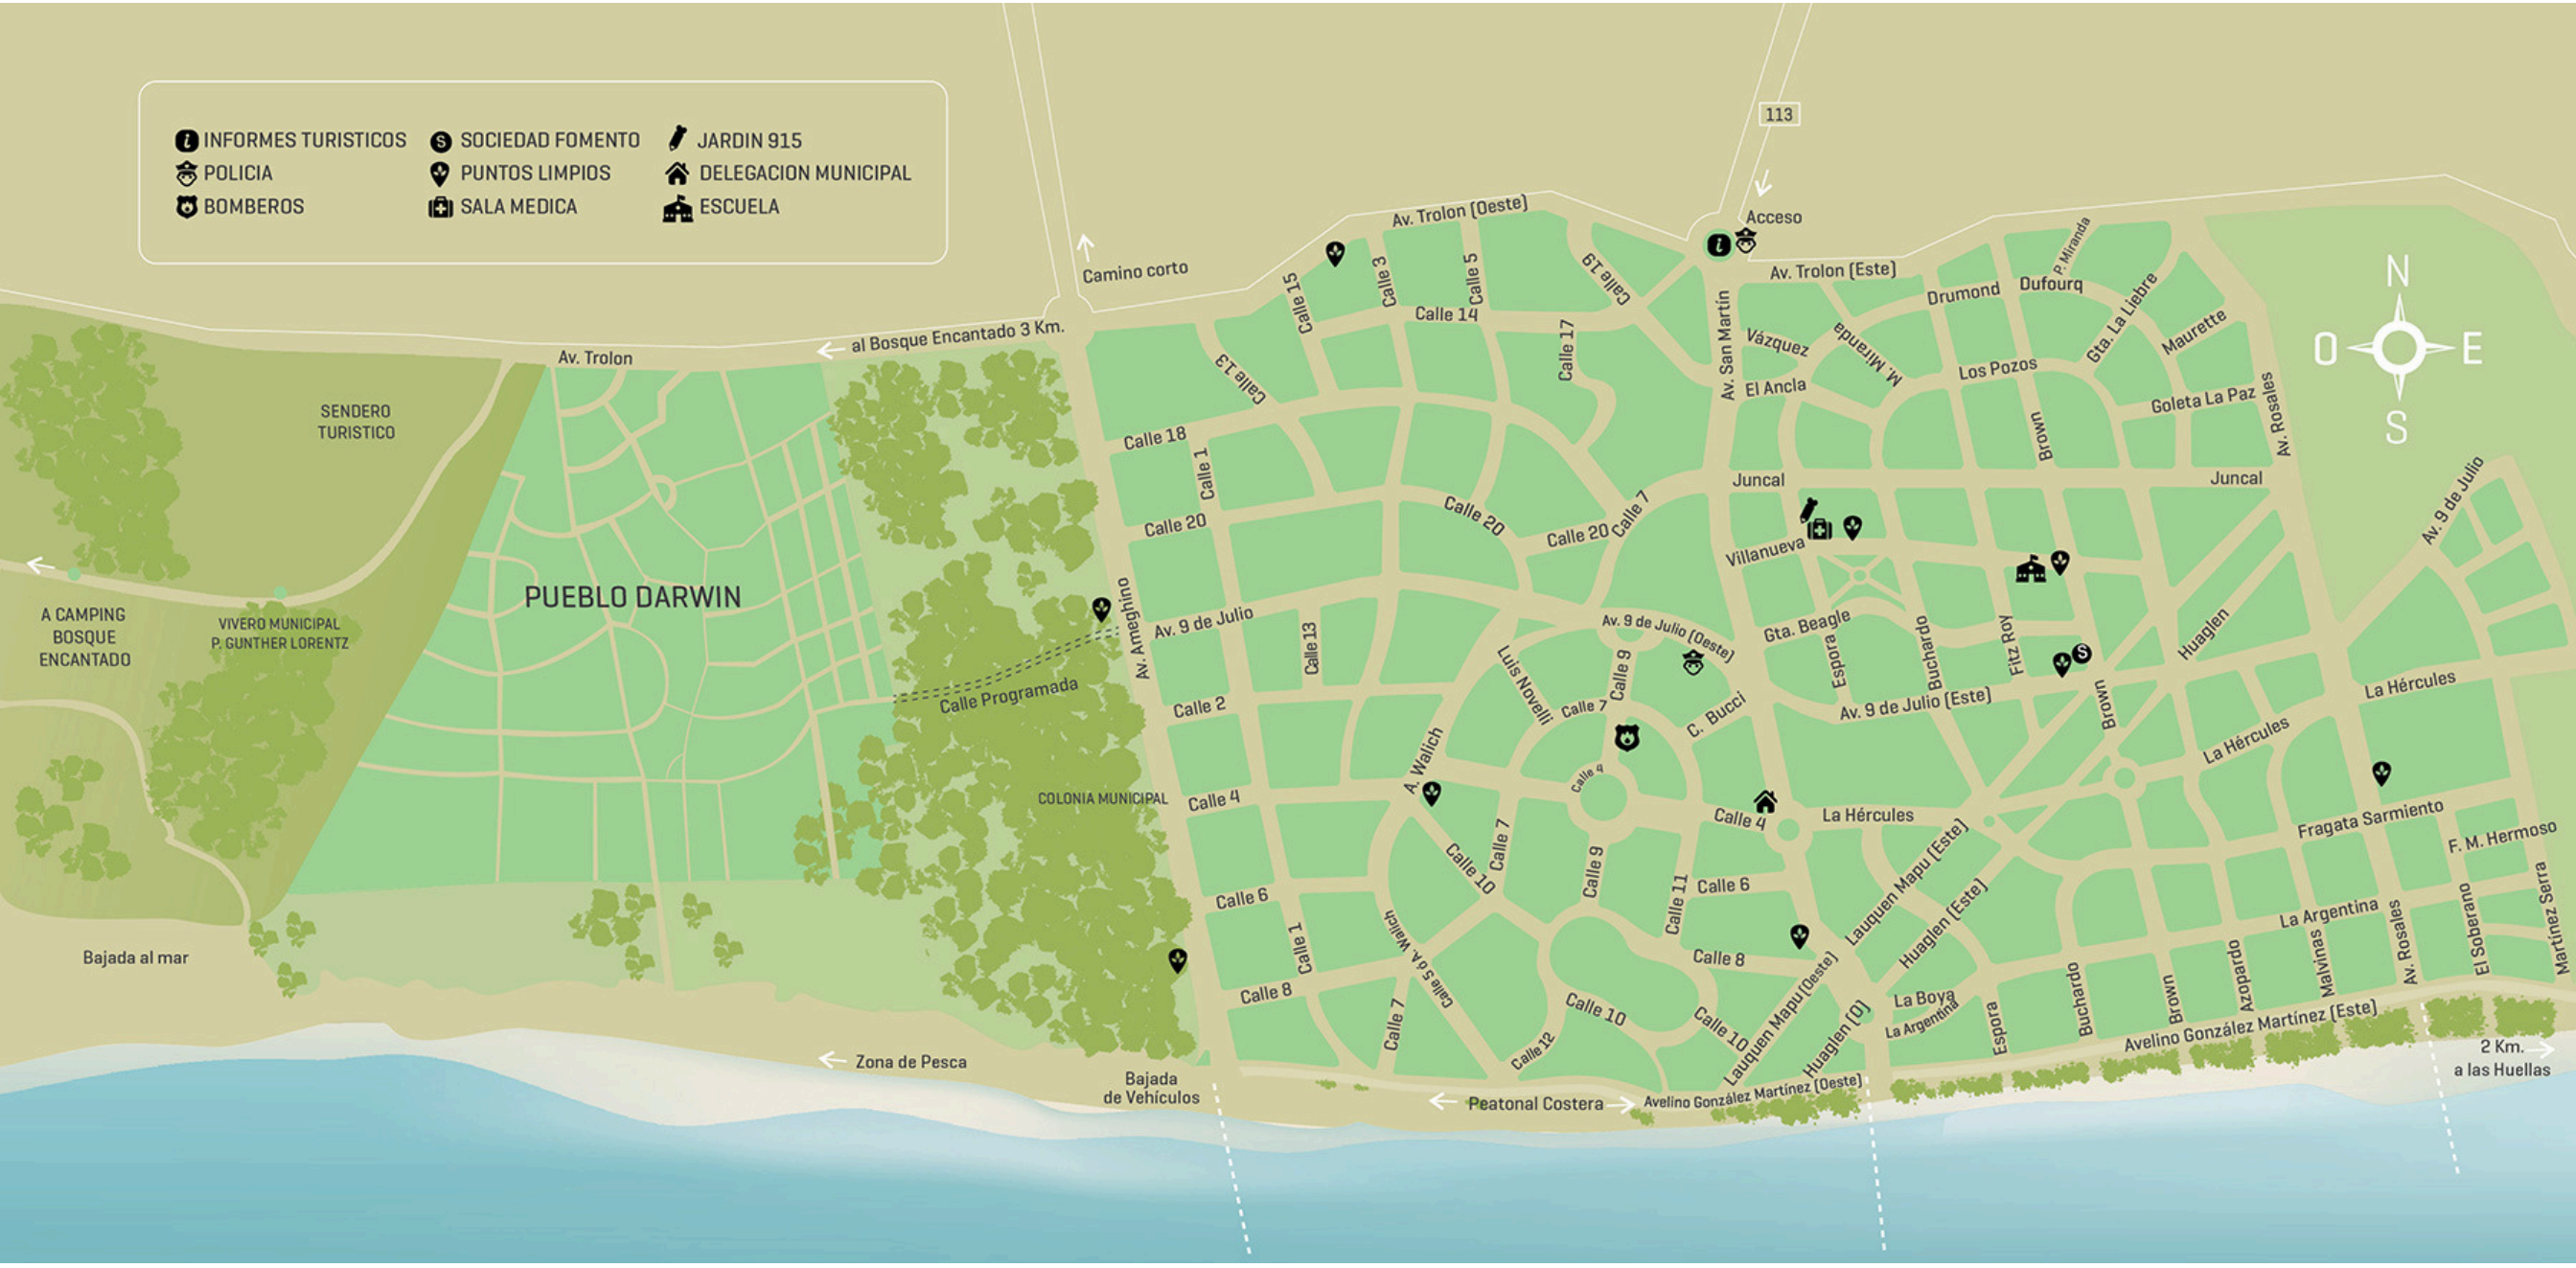 INFORMES TURISTICOS
POLICIA
BOMBEROS
SOCIEDAD FOMENTO
PUNTOS LIMPIOS
SALA MEDICA
JARDIN 915
DELEGACION MUNICIPAL
ESCUELA
113
Acceso
Camino corto
al Bosque Encantado 3 Km.
Av. Trolon
Av. Trolon (Oeste)
Av. Trolon (Este)
SENDERO
TURISTICO
A CAMPING
BOSQUE
ENCANTADO
VIVERO MUNICIPAL
P. GUNTHER LORENTZ
PUEBLO DARWIN
Bajada al mar
Calle Programada
COLONIA MUNICIPAL
Zona de Pesca
Bajada
de Vehículos
Peatonal Costera
Av. Ameghino
Calle 15
Calle 3
Calle 5
Calle 19
Calle 14
Calle 17
Calle 13
Calle 18
Calle 1
Calle 20
Calle 20
Calle 20
Calle 7
Av. 9 de Julio
Calle 13
Av. 9 de Julio (Oeste)
Luis Novelli
Calle 9
Calle 7
C. Bucci
Calle 2
A. Walich
Calle 4
Calle 4
Calle 4
Calle 7
Calle 10
Calle 9
Calle 11
Calle 6
Calle 6
Calle 1
Calle 5 ó A. Walich
Calle 8
Calle 8
Calle 7
Calle 12
Calle 10
Calle 10
Lauquen Mapu (Oeste)
Huaglen (O)
Avelino González Martínez (Oeste)
Av. San Martín
Vázquez
M. Miranda
El Ancla
Drumond
Dufourq
P. Miranda
Gta. La Liebre
Maurette
Los Pozos
Goleta La Paz
Brown
Av. Rosales
Juncal
Juncal
Villanueva
Gta. Beagle
Espora
Buchardo
Fitz Roy
Huaglen
Av. 9 de Julio
Av. 9 de Julio (Este)
Brown
La Hércules
La Hércules
La Hércules
Lauquen Mapu (Este)
Huaglen (Este)
Fragata Sarmiento
F. M. Hermoso
La Argentina
La Boya
La Argentina
Espora
Buchardo
Brown
Azopardo
Malvinas
Av. Rosales
El Soberano
Martínez Serra
Avelino González Martínez (Este)
2 Km.
a las Huellas
N
O
E
S